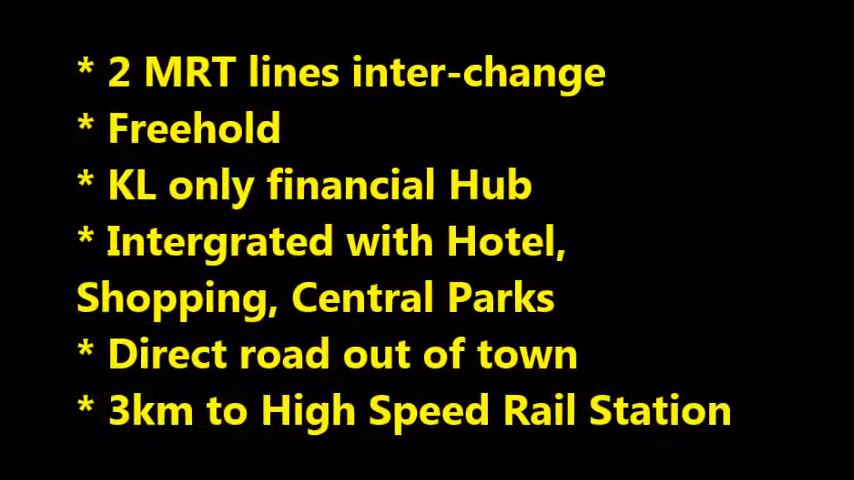 * 2 MRT lines inter-change
* Freehold
* KL only financial Hub
* Intergrated with Hotel,
Shopping, Central Parks
* Direct road out of town
* 3km to High Speed Rail Station